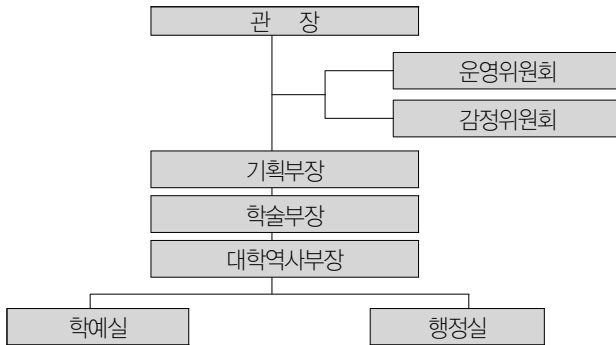 관 장
운영위원회
감정위원회
기획부장
학술부장
대학역사부장
학예실
행정실